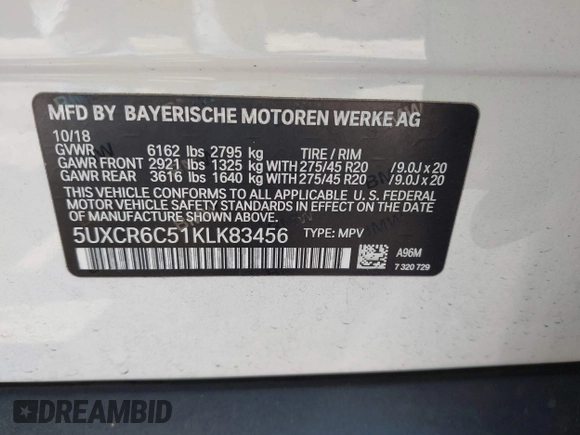 MFD BY BAYERISCHE MOTOREN WERKE AG
10/18
GVWR 6162 lbs 2795 kg TIRE / RIM
GAWR FRONT 2921 lbs 1325 kg WITH 275/45 R20 /9.0J x 20
GAWR REAR 3616 lbs 1640 kg WITH 275/45 R20 /9.0J x 20
THIS VEHICLE CONFORMS TO ALL APPLICABLE U. S. FEDERAL
MOTOR VEHICLE SAFETY STANDARDS IN EFFECT ON THE DATE OF
MANUFACTURE SHOWN ABOVE.
5UXCR6C51KLK83456 TYPE: MPV
A96M
7 320 729
DREAMBID